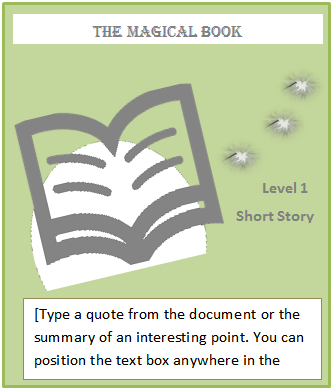 THE MAGICAL BOOK
Level 1
Short Story
[Type a quote from the document or the
summary of an interesting point. You can
position the text box anywhere in the